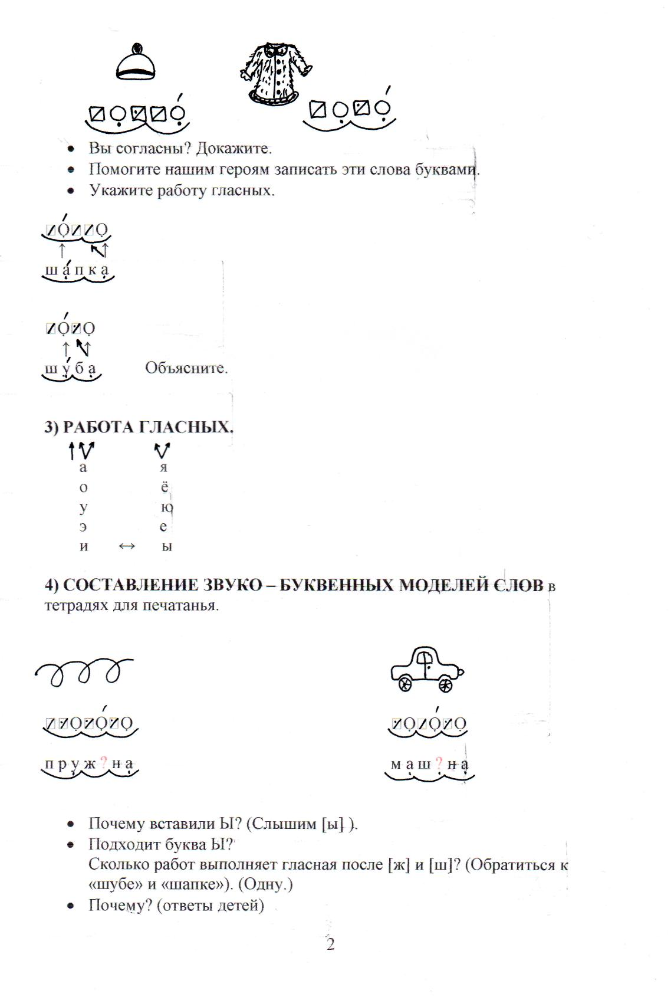 • Вы согласны? Докажите.
• Помогите нашим героям записать эти слова буквами.
• Укажите работу гласных.
ш а п к а
ш у б а Объясните.
3) РАБОТА ГЛАСНЫХ.
а я
о ё
у ю
э е
и ↔ ы
4) СОСТАВЛЕНИЕ ЗВУКО – БУКВЕННЫХ МОДЕЛЕЙ СЛОВ в
тетрадях для печатанья.
п р у ж ? н а м а ш ? н а
• Почему вставили Ы? (Слышим [ы] ).
• Подходит буква Ы?
Сколько работ выполняет гласная после [ж] и [ш]? (Обратиться к
«шубе» и «шапке»). (Одну.)
• Почему? (ответы детей)
2